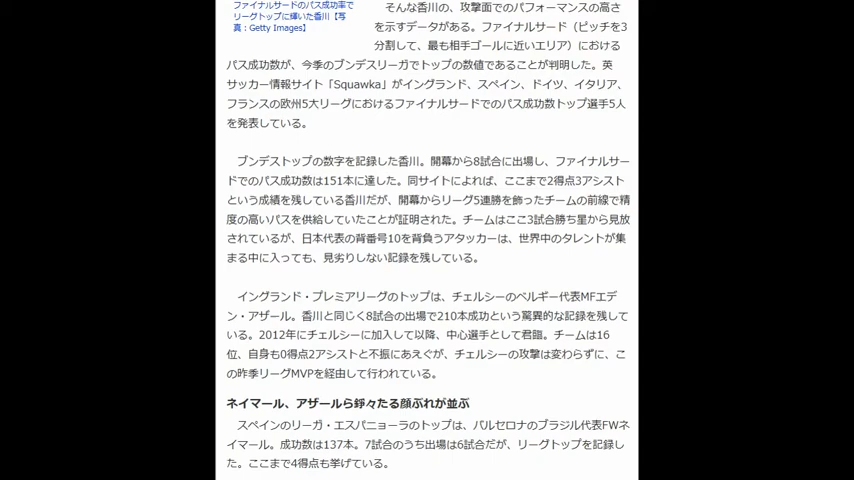 ファイナルサードのパス成功率で
リーグトップに輝いた香川【写
真：Getty Images】
そんな香川の、攻撃面でのパフォーマンスの高さ
を示すデータがある。ファイナルサード（ピッチを3
分割して、最も相手ゴールに近いエリア）における
パス成功数が、今季のブンデスリーガでトップの数値であることが判明した。英
サッカー情報サイト「Squawka」がイングランド、スペイン、ドイツ、イタリア、
フランスの欧州5大リーグにおけるファイナルサードでのパス成功数トップ選手5人
を発表している。
ブンデストップの数字を記録した香川。開幕から8試合に出場し、ファイナルサー
ドでのパス成功数は151本に達した。同サイトによれば、ここまで2得点3アシスト
という成績を残している香川だが、開幕からリーグ5連勝を飾ったチームの前線で精
度の高いパスを供給していたことが証明された。チームはここ3試合勝ち星から見放
されているが、日本代表の背番号10を背負うアタッカーは、世界中のタレントが集
まる中に入っても、見劣りしない記録を残している。
イングランド・プレミアリーグのトップは、チェルシーのベルギー代表MFエデ
ン・アザール。香川と同じく8試合の出場で210本成功という驚異的な記録を残して
いる。2012年にチェルシーに加入して以降、中心選手として君臨。チームは16
位、自身も0得点2アシストと不振にあえぐが、チェルシーの攻撃は変わらずに、こ
の昨季リーグMVPを経由して行われている。
ネイマール、アザールら錚々たる顔ぶれが並ぶ
スペインのリーガ・エスパニョーラのトップは、バルセロナのブラジル代表FWネ
イマール。成功数は137本。7試合のうち出場は6試合だが、リーグトップを記録し
た。ここまで4得点も挙げている。